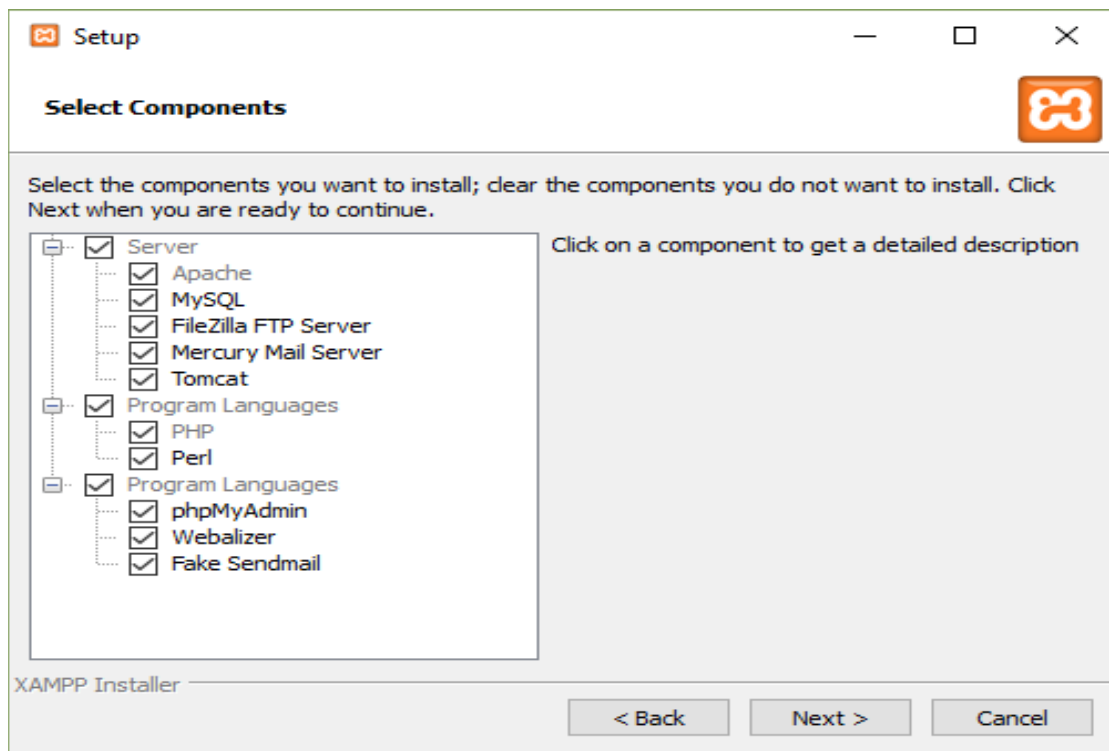 Setup
Select Components
Select the components you want to install; clear the components you do not want to install. Click
Next when you are ready to continue.
Server
Apache
MySQL
FileZilla FTP Server
Mercury Mail Server
Tomcat
Program Languages
PHP
Perl
Program Languages
phpMyAdmin
Webalizer
Fake Sendmail
Click on a component to get a detailed description
XAMPP Installer
< Back
Next >
Cancel